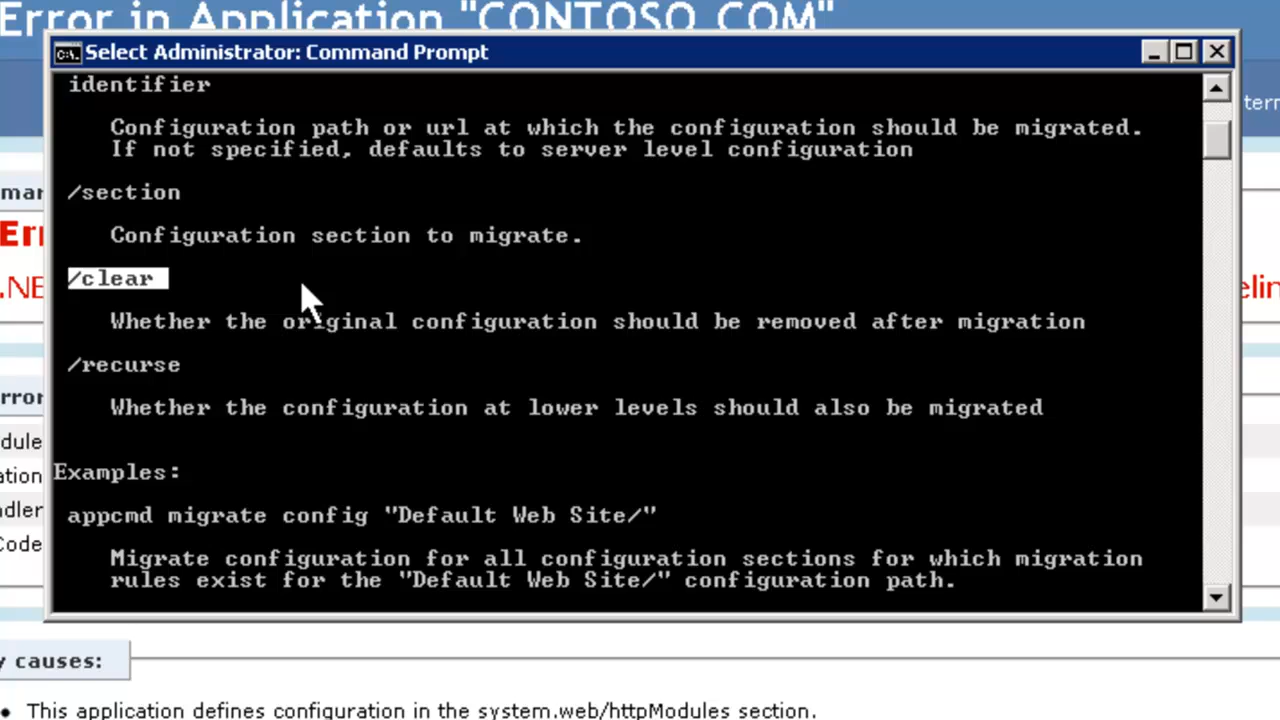 Error in Application "CONTOSO.COM"
Select Administrator: Command Prompt
identifier
Configuration path or url at which the configuration should be migrated.
If not specified, defaults to server level configuration
/section
Configuration section to migrate.
/clear
Whether the original configuration should be removed after migration
/recurse
Whether the configuration at lower levels should also be migrated
Examples:
appcmd migrate config "Default Web Site/"
Migrate configuration for all configuration sections for which migration
rules exist for the "Default Web Site/" configuration path.
causes:
• This application defines configuration in the system.web/httpModules section.